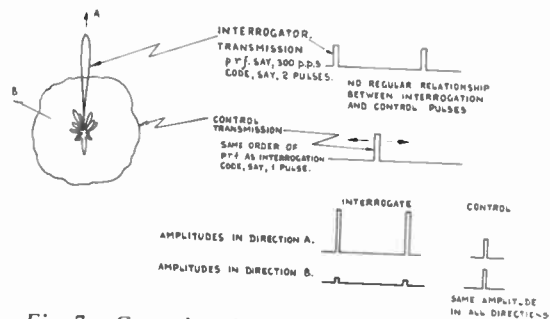 A
INTERROGATOR.
TRANSMISSION
p r f. SAY, 300 p.p.s
CODE, SAY, 2 PULSES.
NO REGULAR RELATIONSHIP
BETWEEN INTERROGATION
AND CONTROL PULSES
B
CONTROL
TRANSMISSION
SAME ORDER OF
p r f AS INTERROGATION
CODE, SAY, 1 PULSE.
INTERROGATE
CONTROL
AMPLITUDES IN DIRECTION A.
AMPLITUDES IN DIRECTION B.
SAME AMPLITUDE
IN ALL DIRECTIONS
Fig. 7